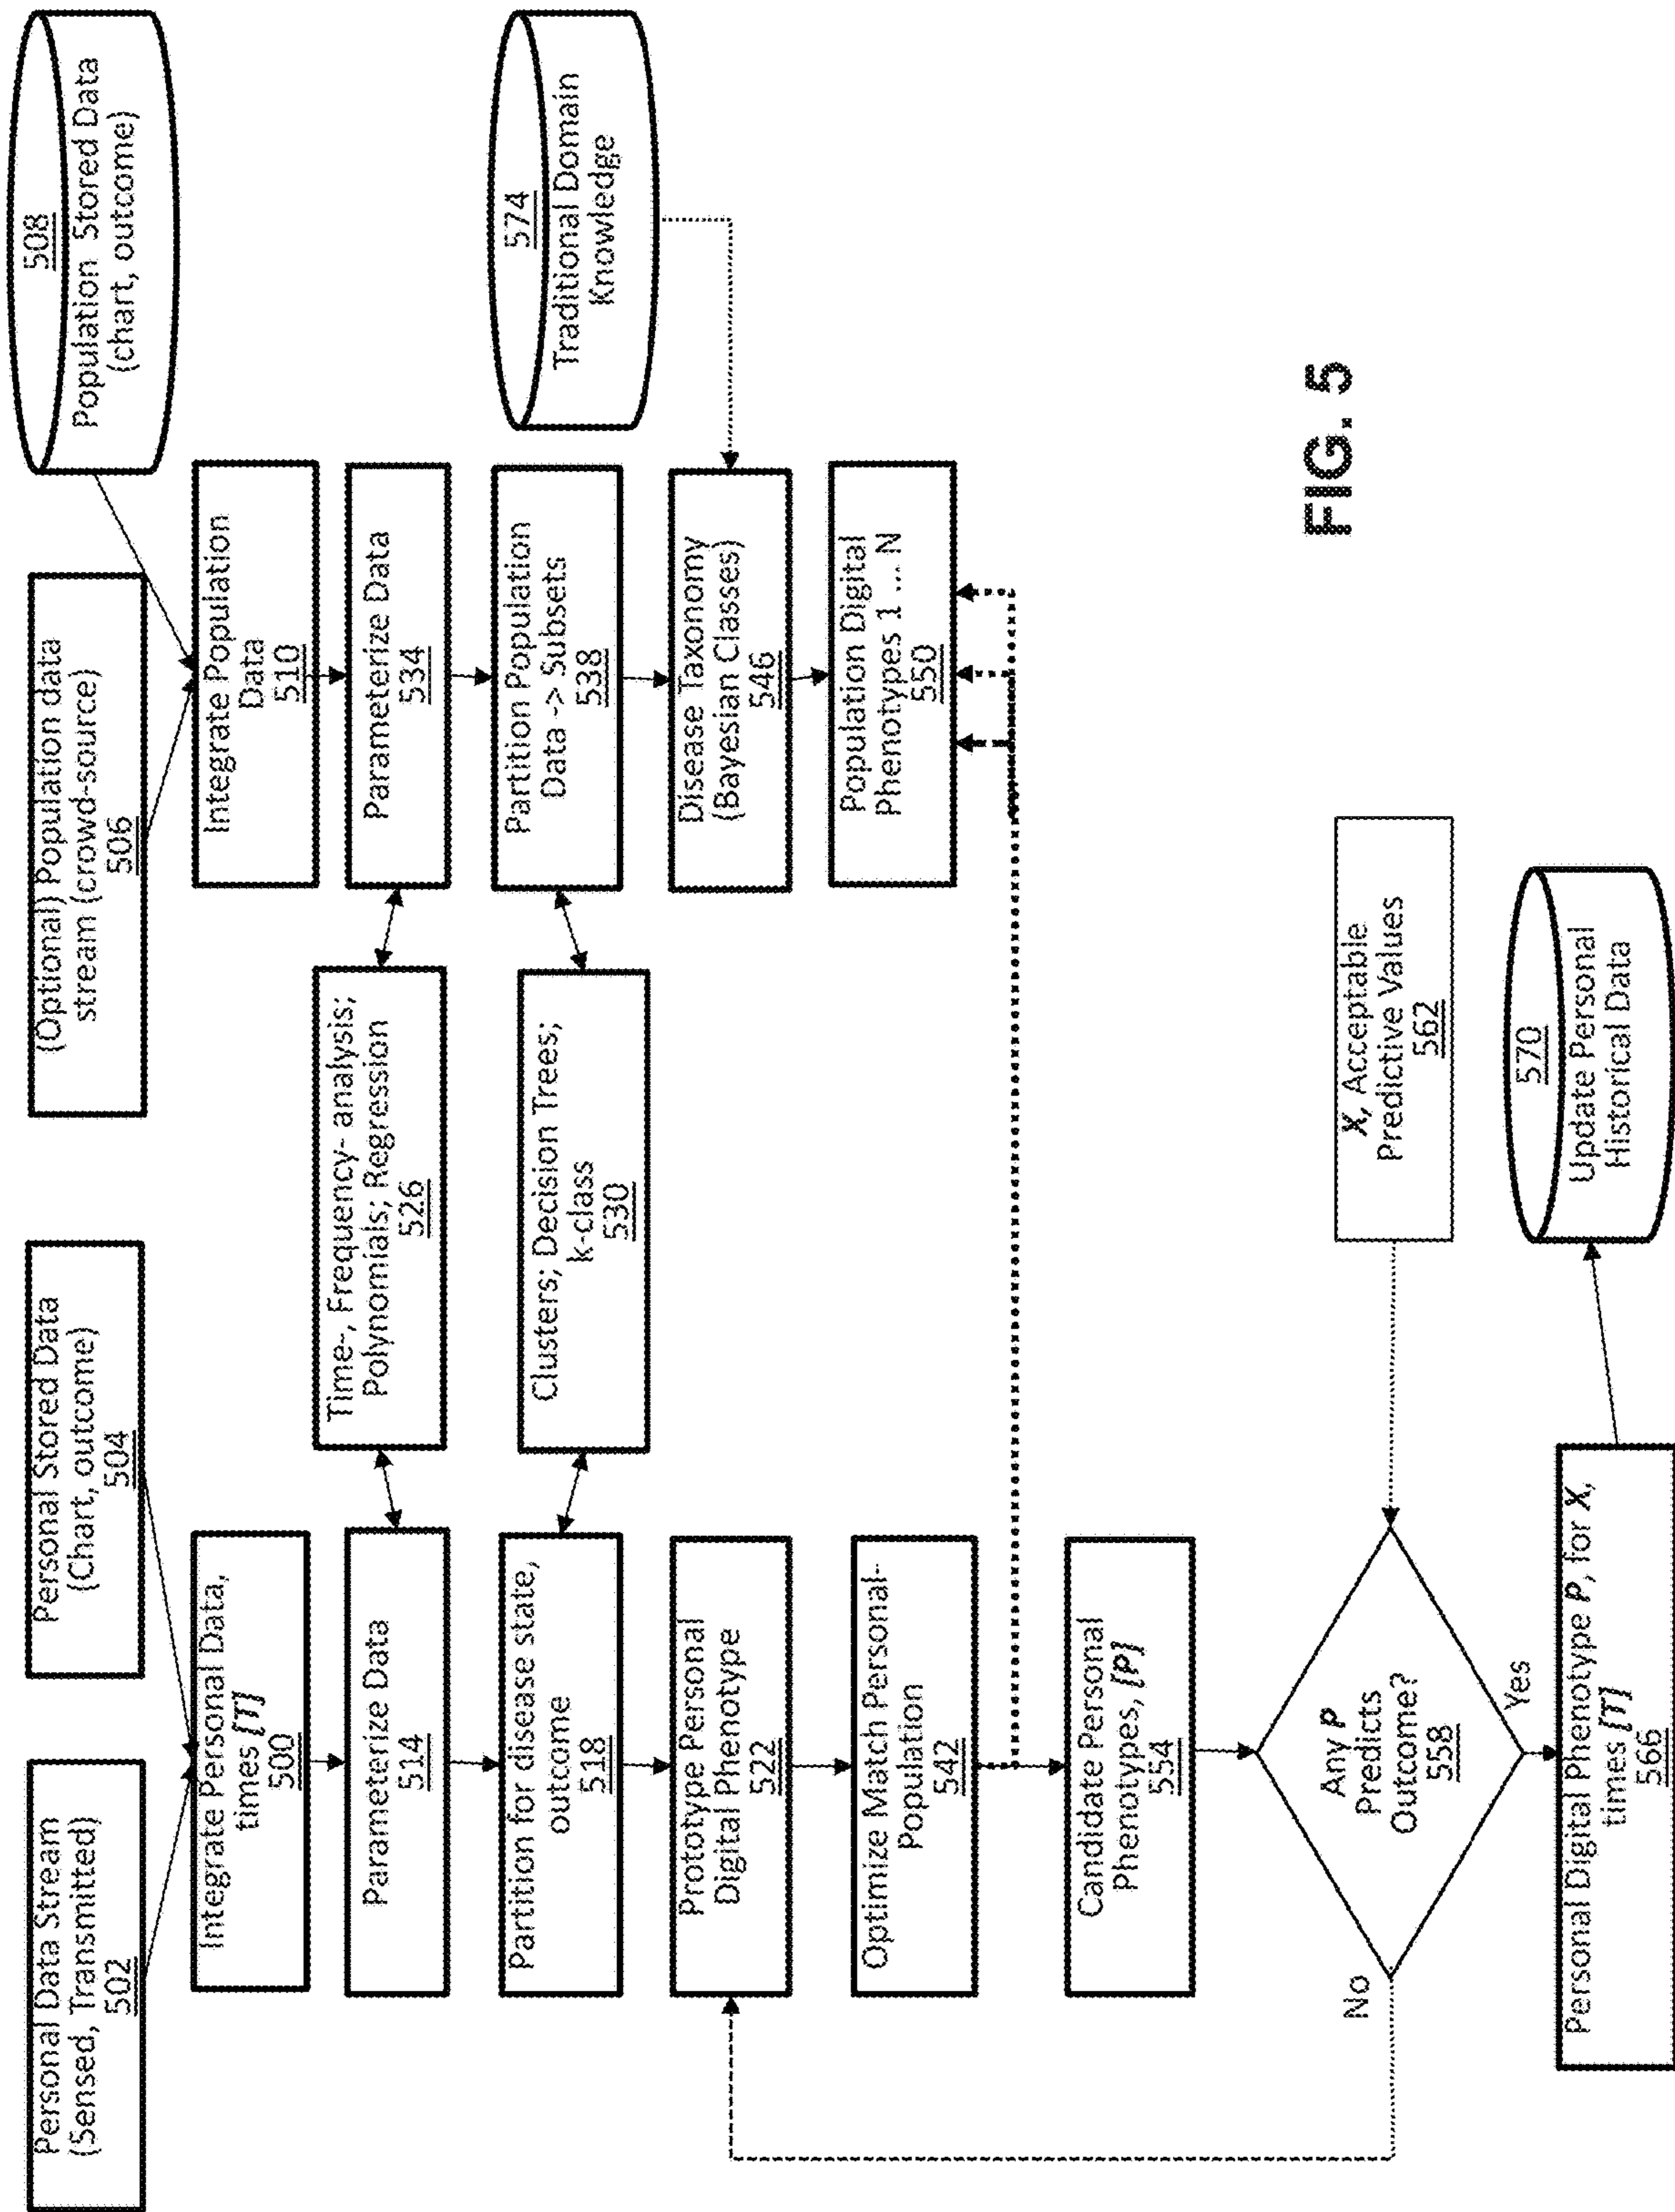 Personal Data Stream
(Sensed, Transmitted)
502
Personal Stored Data
(Chart, outcome)
504
(Optional) Population data
stream (crowd-source)
506
508
Population Stored Data
(chart, outcome)
Integrate Personal Data,
times [T]
500
Integrate Population
Data
510
Parameterize Data
514
Time-, Frequency- analysis;
Polynomials; Regression
526
Parameterize Data
534
Partition for disease state,
outcome
518
Clusters; Decision Trees;
k-class
530
Partition Population
Data -> Subsets
538
574
Traditional Domain
Knowledge
Prototype Personal
Digital Phenotype
522
Disease Taxonomy
(Bayesian Classes)
546
Optimize Match Personal-
Population
542
Population Digital
Phenotypes 1 ... N
550
Candidate Personal
Phenotypes, [P]
554
Any P
Predicts
Outcome?
558
No
Yes
X, Acceptable
Predictive Values
562
Personal Digital Phenotype P, for X,
times [T]
566
570
Update Personal
Historical Data
FIG. 5